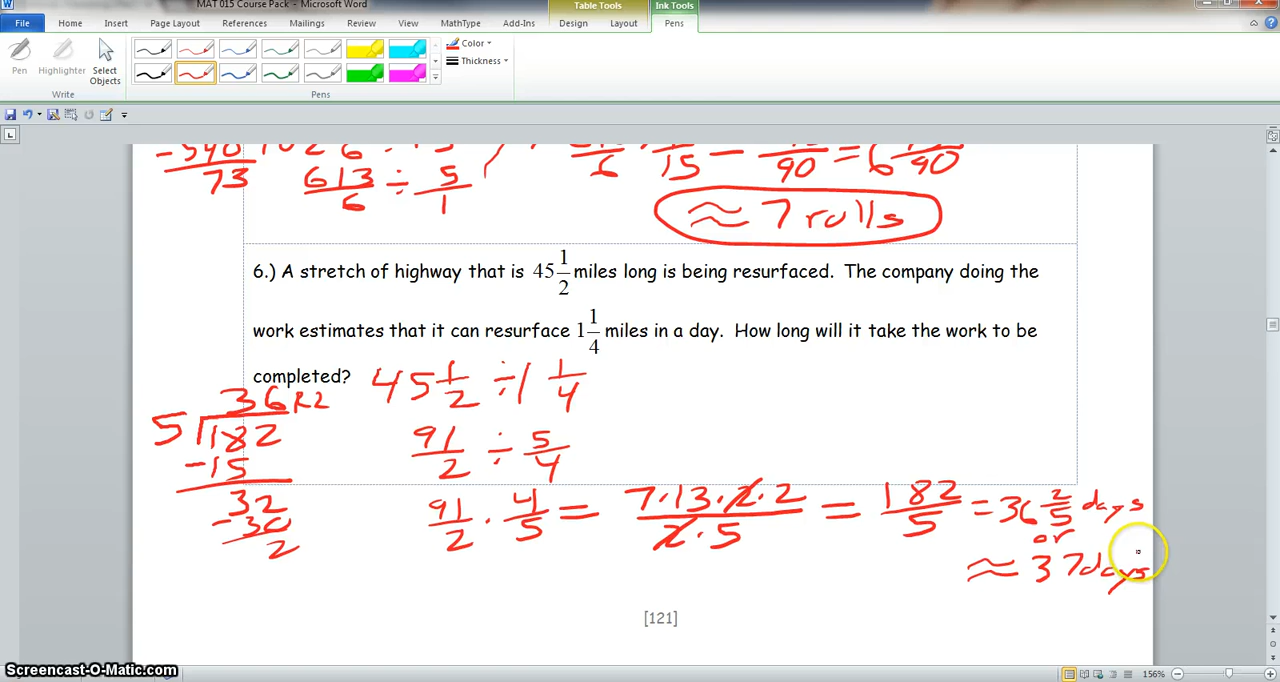 MAT 015 Course Pack - Microsoft Word
Table Tools
Ink Tools
File Home Insert Page Layout References Mailings Review View MathType Add-Ins Design Layout Pens
Pen Highlighter Select Objects
Color
Thickness
Write Pens
-540
73
613/6 ÷ 5/1
15
6
90 = 6
90
≈ 7 rolls
6.) A stretch of highway that is 45 1/2 miles long is being resurfaced. The company doing the
work estimates that it can resurface 1 1/4 miles in a day. How long will it take the work to be
completed?
45 1/2 ÷ 1 1/4
36 R2
5 182
-15
32
-30
2
91/2 ÷ 5/4
91/2 · 4/5 = 7·13·2·2/2·5 = 182/5 = 36 2/5 days
or
≈ 37 days
[121]
Screencast-O-Matic.com
156%